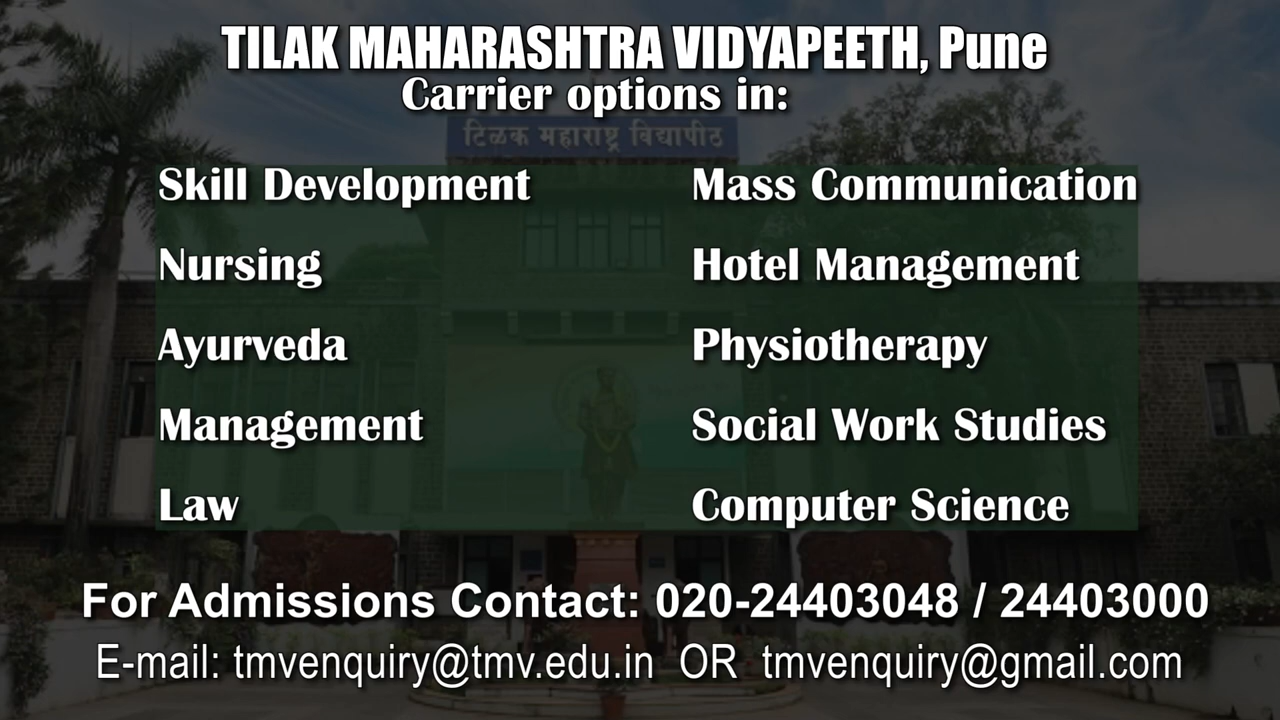 TILAK MAHARASHTRA VIDYAPEETH, Pune
Carrier options in:
टिळक महाराष्ट्र विद्यापीठ
Skill Development
Nursing
Ayurveda
Management
Law
Mass Communication
Hotel Management
Physiotherapy
Social Work Studies
Computer Science
For Admissions Contact: 020-24403048 / 24403000
E-mail: tmvenquiry@tmv.edu.in OR tmvenquiry@gmail.com